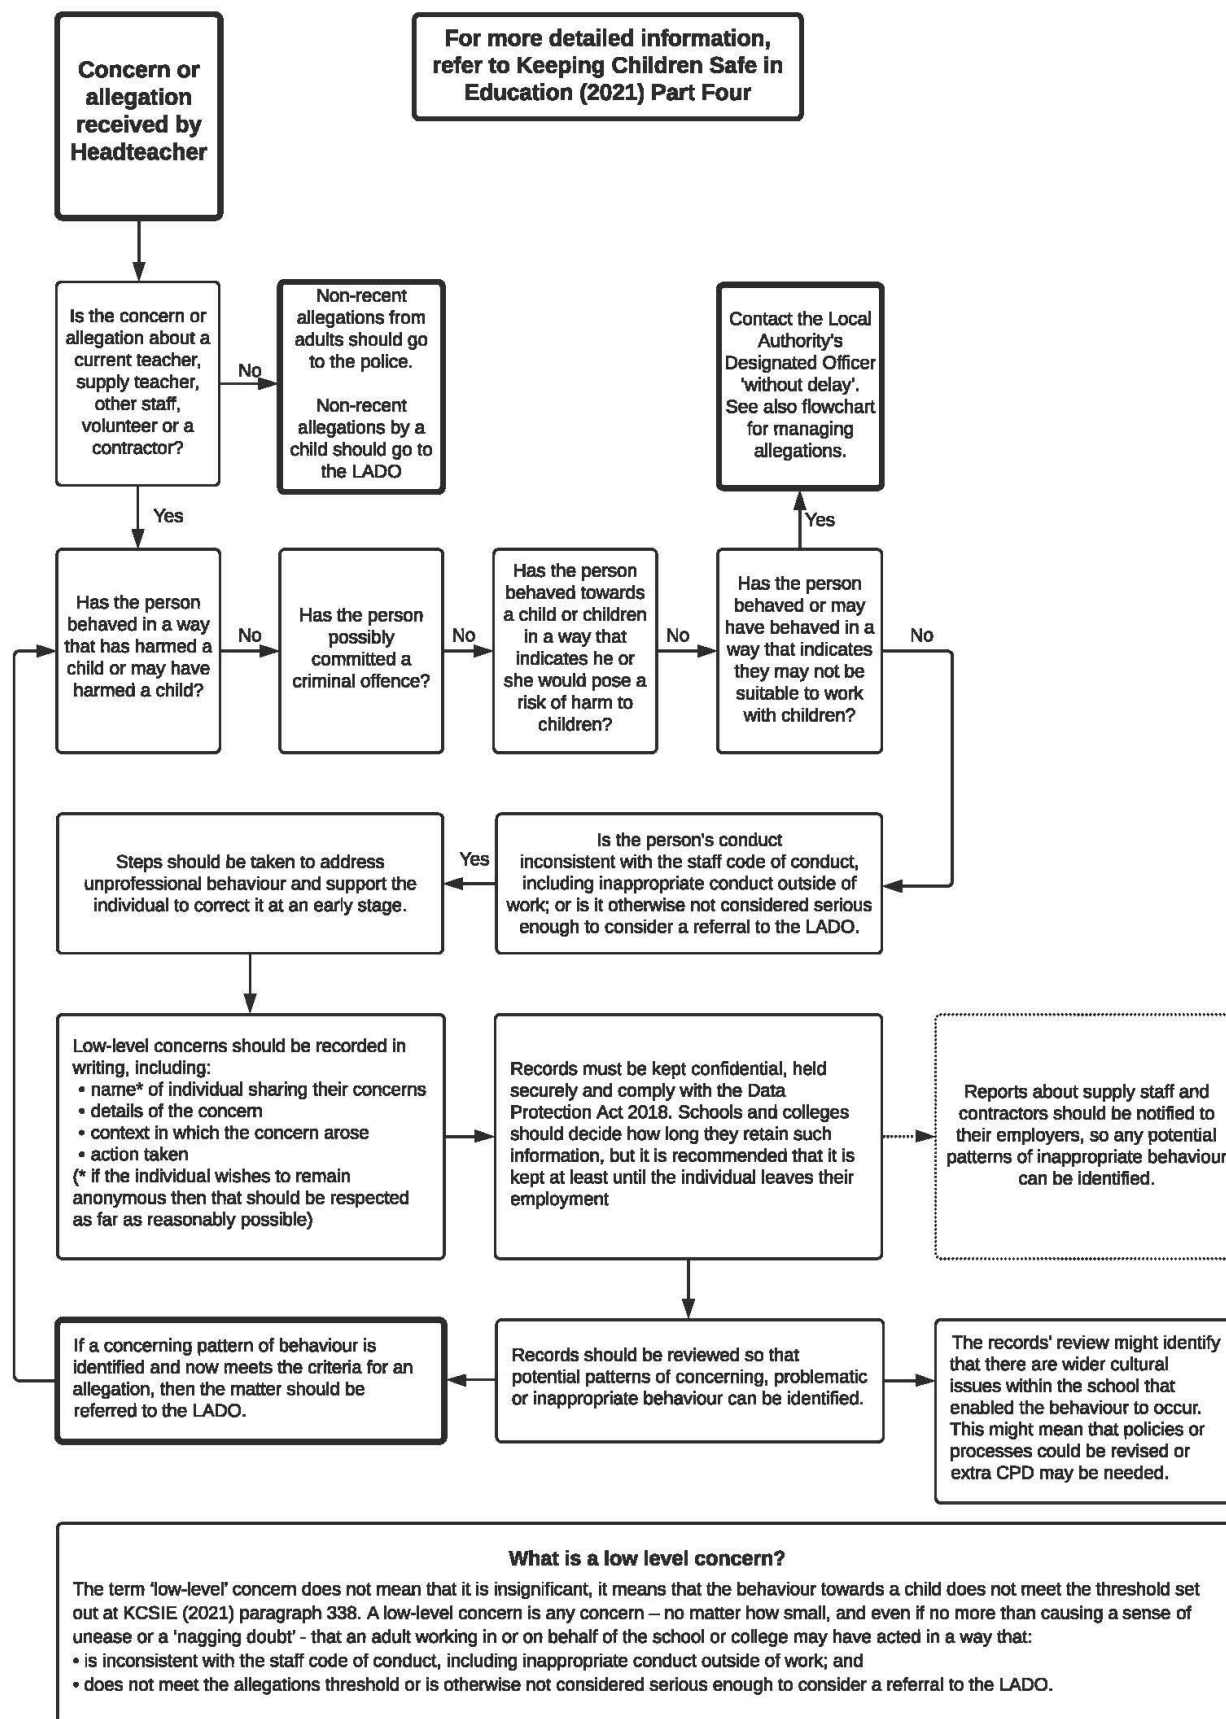 Concern or
allegation
received by
Headteacher
For more detailed information,
refer to Keeping Children Safe in
Education (2021) Part Four
Is the concern or
allegation about a
current teacher,
supply teacher,
other staff,
volunteer or a
contractor?
No
Non-recent
allegations from
adults should go
to the police.
Non-recent
allegations by a
child should go to
the LADO
Contact the Local
Authority's
Designated Officer
'without delay'.
See also flowchart
for managing
allegations.
Yes
Yes
Has the person
behaved in a way
that has harmed a
child or may have
harmed a child?
No
Has the person
possibly
committed a
criminal offence?
No
Has the person
behaved towards
a child or children
in a way that
indicates he or
she would pose a
risk of harm to
children?
No
Has the person
behaved or may
have behaved in a
way that indicates
they may not be
suitable to work
with children?
No
Steps should be taken to address
unprofessional behaviour and support the
individual to correct it at an early stage.
Yes
Is the person's conduct
inconsistent with the staff code of conduct,
including inappropriate conduct outside of
work; or is it otherwise not considered serious
enough to consider a referral to the LADO.
Low-level concerns should be recorded in
writing, including:
• name* of individual sharing their concerns
• details of the concern
• context in which the concern arose
• action taken
(* if the individual wishes to remain
anonymous then that should be respected
as far as reasonably possible)
Records must be kept confidential, held
securely and comply with the Data
Protection Act 2018. Schools and colleges
should decide how long they retain such
information, but it is recommended that it is
kept at least until the individual leaves their
employment
Reports about supply staff and
contractors should be notified to
their employers, so any potential
patterns of inappropriate behaviour
can be identified.
If a concerning pattern of behaviour is
identified and now meets the criteria for an
allegation, then the matter should be
referred to the LADO.
Records should be reviewed so that
potential patterns of concerning, problematic
or inappropriate behaviour can be identified.
The records' review might identify
that there are wider cultural
issues within the school that
enabled the behaviour to occur.
This might mean that policies or
processes could be revised or
extra CPD may be needed.
What is a low level concern?
The term 'low-level' concern does not mean that it is insignificant, it means that the behaviour towards a child does not meet the threshold set
out at KCSIE (2021) paragraph 338. A low-level concern is any concern – no matter how small, and even if no more than causing a sense of
unease or a 'nagging doubt' - that an adult working in or on behalf of the school or college may have acted in a way that:
• is inconsistent with the staff code of conduct, including inappropriate conduct outside of work; and
• does not meet the allegations threshold or is otherwise not considered serious enough to consider a referral to the LADO.